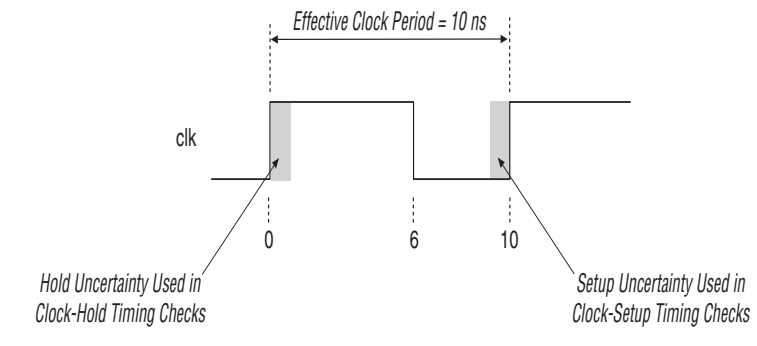 Effective Clock Period = 10 ns
clk
0
6
10
Hold Uncertainty Used in
Clock-Hold Timing Checks
Setup Uncertainty Used in
Clock-Setup Timing Checks